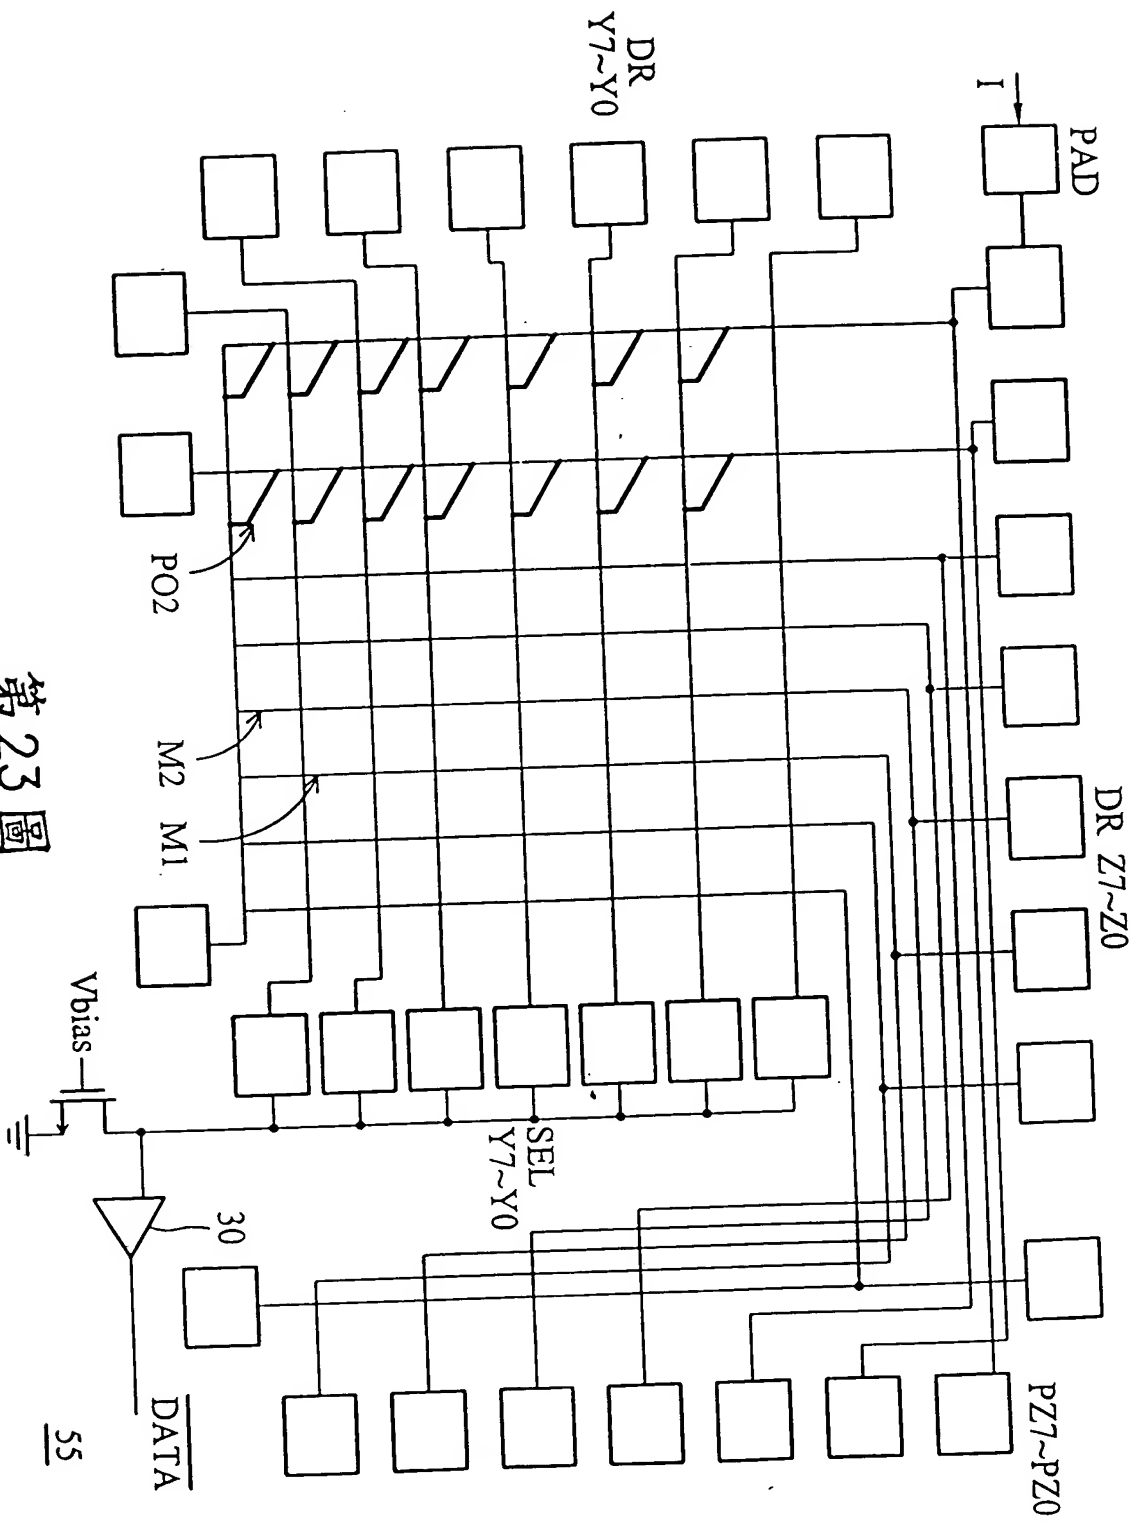 PAD
I
DR
Y7~Y0
DR Z7~Z0
PO2
M2
M1
SEL
Y7~Y0
Vbias
30
PZ7~PZ0
DATA
55
第23圖